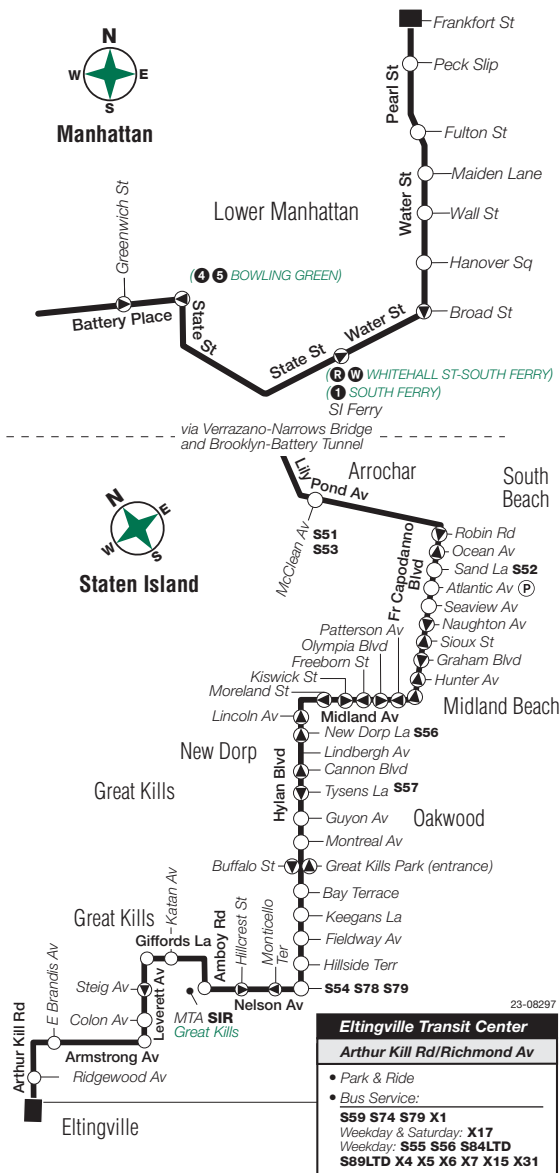 N
W E
S
Manhattan
Frankfort St
Peck Slip
Pearl St
Fulton St
Maiden Lane
Water St
Wall St
Hanover Sq
Broad St
Lower Manhattan
Greenwich St
(4 5 BOWLING GREEN)
Battery Place
State St
State St
Water St
(R W WHITEHALL ST-SOUTH FERRY)
(1 SOUTH FERRY)
SI Ferry
via Verrazano-Narrows Bridge
and Brooklyn-Battery Tunnel
N
E
W
S
Staten Island
Lily Pond Av
Arrochar
South
Beach
McClean Av
S51
S53
Fr Capodanno
Blvd
Robin Rd
Ocean Av
Sand La S52
Atlantic Av P
Seaview Av
Naughton Av
Sioux St
Graham Blvd
Hunter Av
Patterson Av
Olympia Blvd
Freeborn St
Kiswick St
Moreland St
Midland Av
Midland Beach
Lincoln Av
New Dorp La S56
New Dorp
Lindbergh Av
Hylan Blvd
Cannon Blvd
Great Kills
Tysens La S57
Guyon Av
Oakwood
Montreal Av
Buffalo St
Great Kills Park (entrance)
Bay Terrace
Keegans La
Fieldway Av
Hillside Terr
S54 S78 S79
Great Kills
Katan Av
Giffords La
Amboy Rd
Hillcrest St
Monticello
Ter
Nelson Av
E Brandis Av
Steig Av
Leverett Av
Colon Av
MTA SIR
Great Kills
Arthur Kill Rd
Armstrong Av
Ridgewood Av
Eltingville
23-08297
Eltingville Transit Center
Arthur Kill Rd/Richmond Av
• Park & Ride
• Bus Service:
S59 S74 S79 X1
Weekday & Saturday: X17
Weekday: S55 S56 S84LTD
S89LTD X4 X5 X6 X7 X15 X31